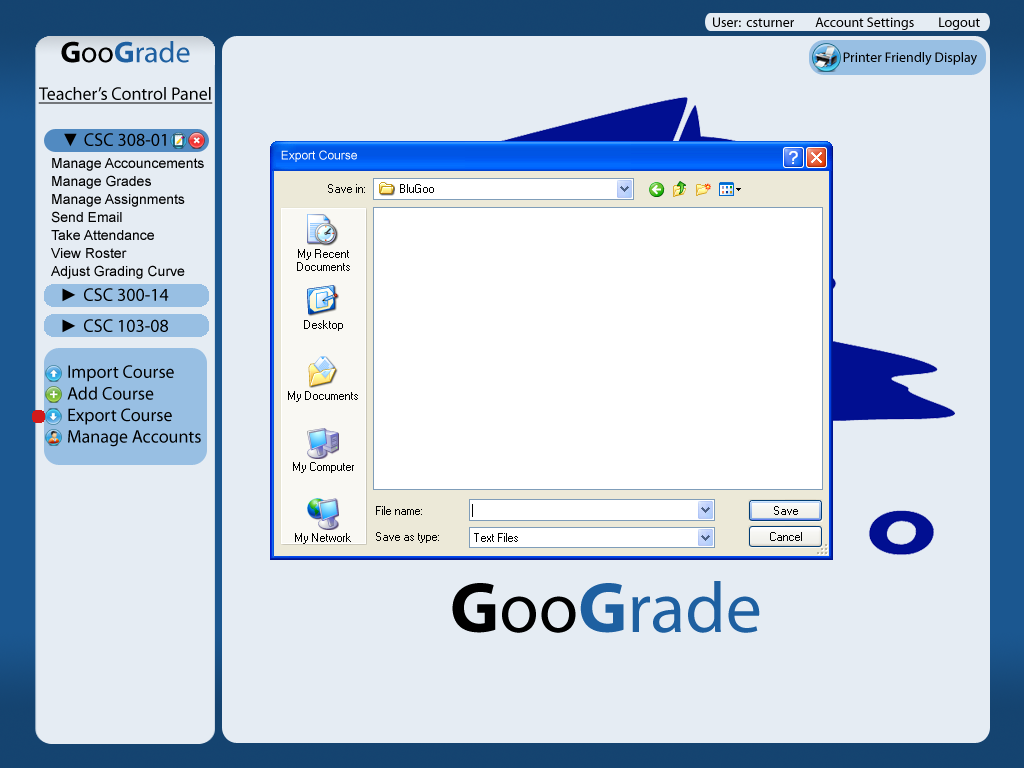 User: csturner Account Settings Logout
GooGrade
Printer Friendly Display
Teacher's Control Panel
CSC 308-01
Manage Accouncements
Manage Grades
Manage Assignments
Send Email
Take Attendance
View Roster
Adjust Grading Curve
CSC 300-14
CSC 103-08
Import Course
Add Course
Export Course
Manage Accounts
Export Course
?
Save in: BluGoo
My Recent
Documents
Desktop
My Documents
My Computer
My Network
File name: Save
Save as type: Text Files Cancel
GooGrade